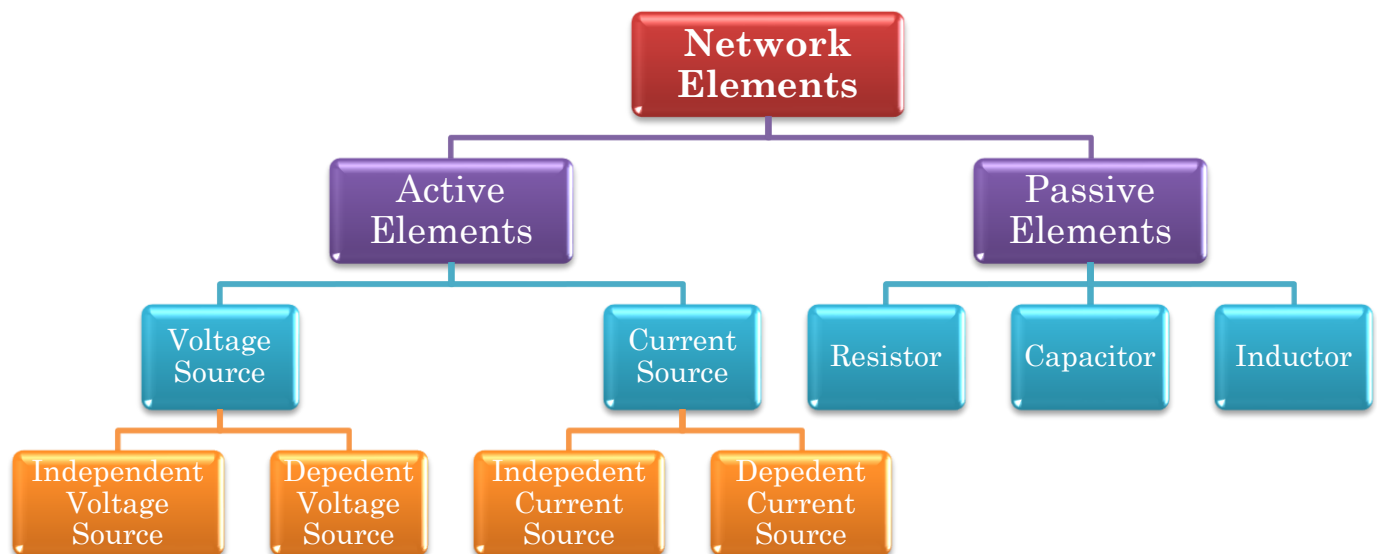 Network
Elements
Active
Elements
Passive
Elements
Voltage
Source
Current
Source
Resistor
Capacitor
Inductor
Independent
Voltage
Source
Depedent
Voltage
Source
Indepedent
Current
Source
Depedent
Current
Source